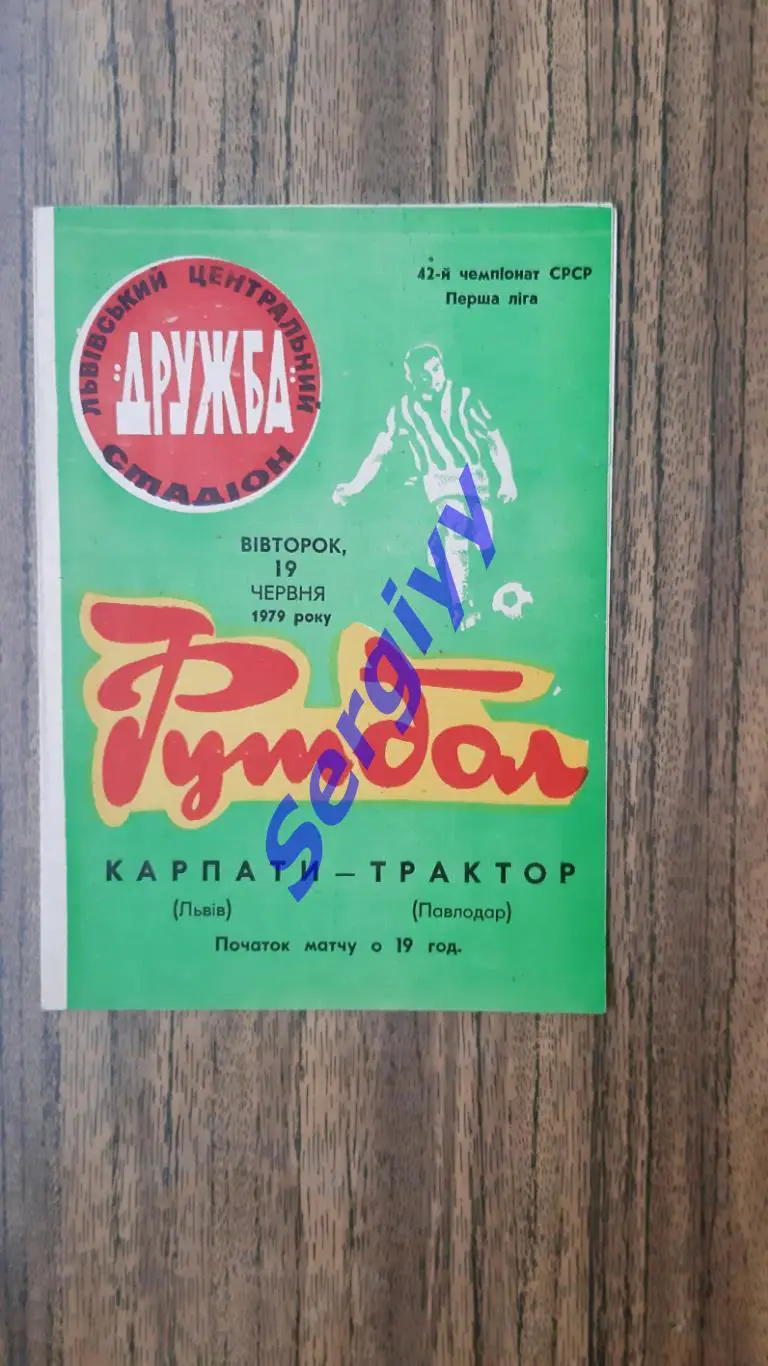 ЛЬВІВСЬКИЙ ЦЕНТРАЛЬНИЙ
"ДРУЖБА"
СТАДІОН
42-й чемпіонат СРСР
Перша ліга
ВІВТОРОК,
19
ЧЕРВНЯ
1979 року
Футбол
КАРПАТИ – ТРАКТОР
(Львів) (Павлодар)
Початок матчу о 19 год.
Sergiyy